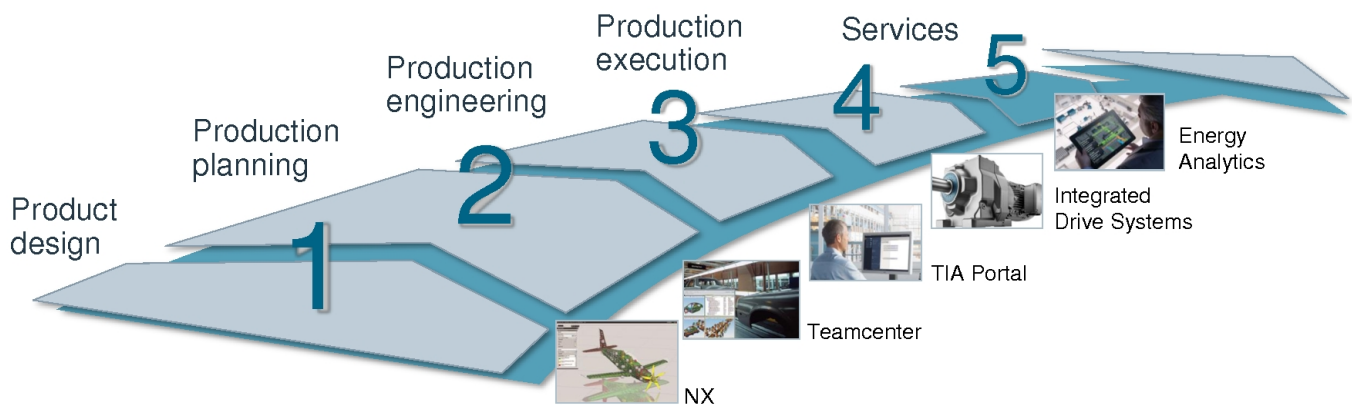 Product
design
1
Production
planning
2
Production
engineering
3
Production
execution
4
Services
5
NX
Teamcenter
TIA Portal
Integrated
Drive Systems
Energy
Analytics